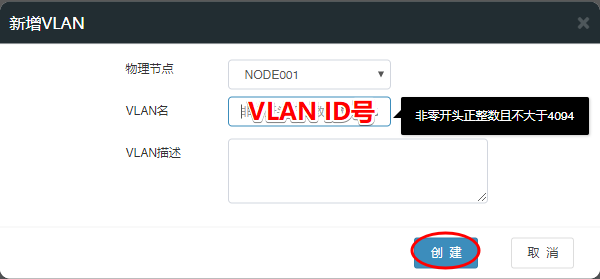 新增VLAN ×
物理节点 NODE001
VLAN名 VLAN ID号 非零开头正整数且不大于4094
VLAN描述
创 建 取 消